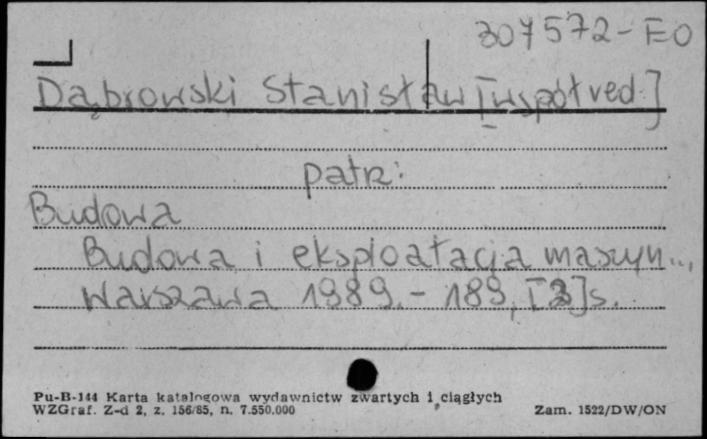 307572-E0
Dąbrowski Stanisław [współred.]
patrz:
Budowa
Budowa i eksploatacja maszyn...,
Warszawa 1989.- 189, [3]s.
Pu-B-144 Karta katalogowa wydawnictw zwartych i ciągłych
WZGraf. Z-d 2, z. 156/85, n. 7.550.000
Zam. 1522/DW/ON